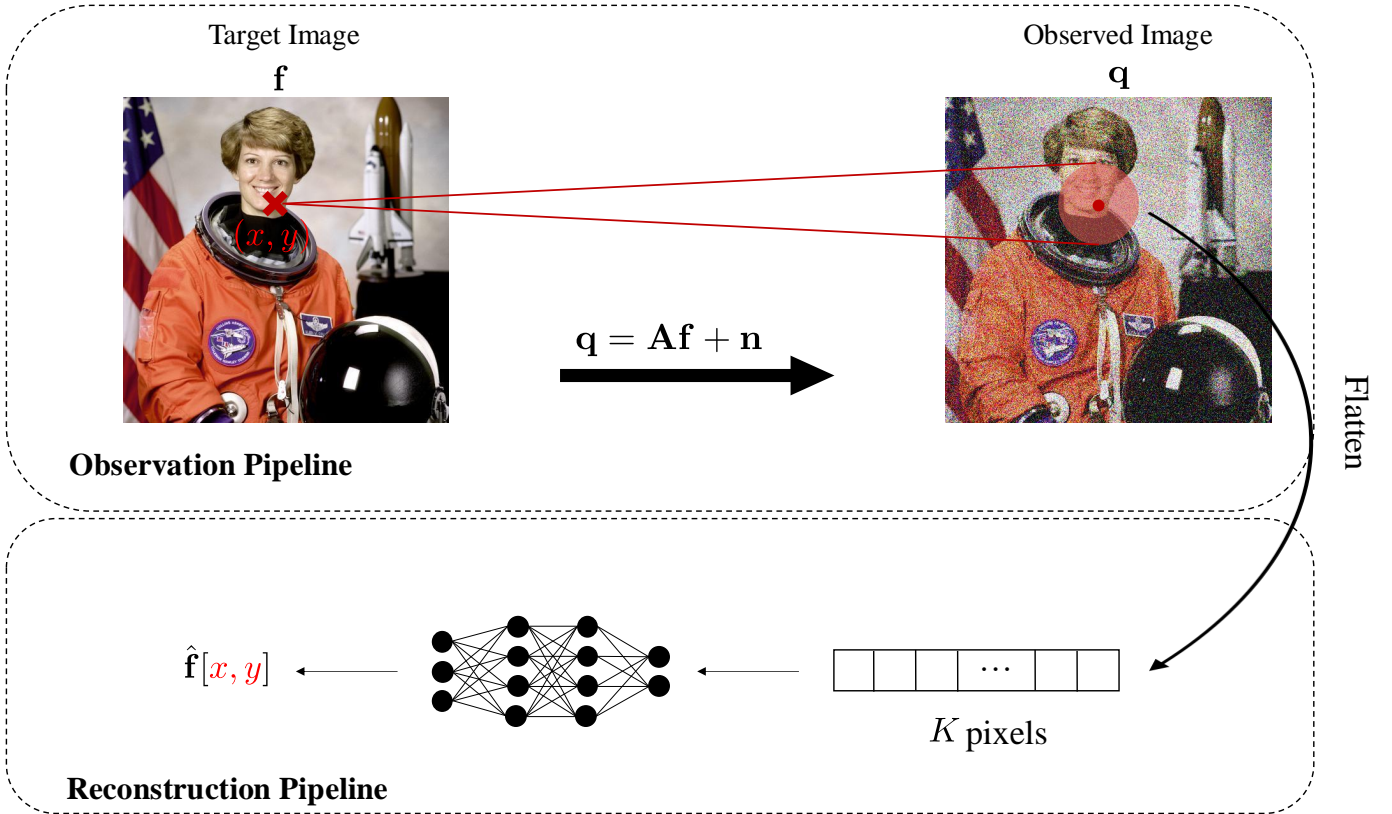 Target Image
f
Observed Image
q
(x, y)
q = Af + n
Flatten
Observation Pipeline
f̂[x, y]
...
K pixels
Reconstruction Pipeline